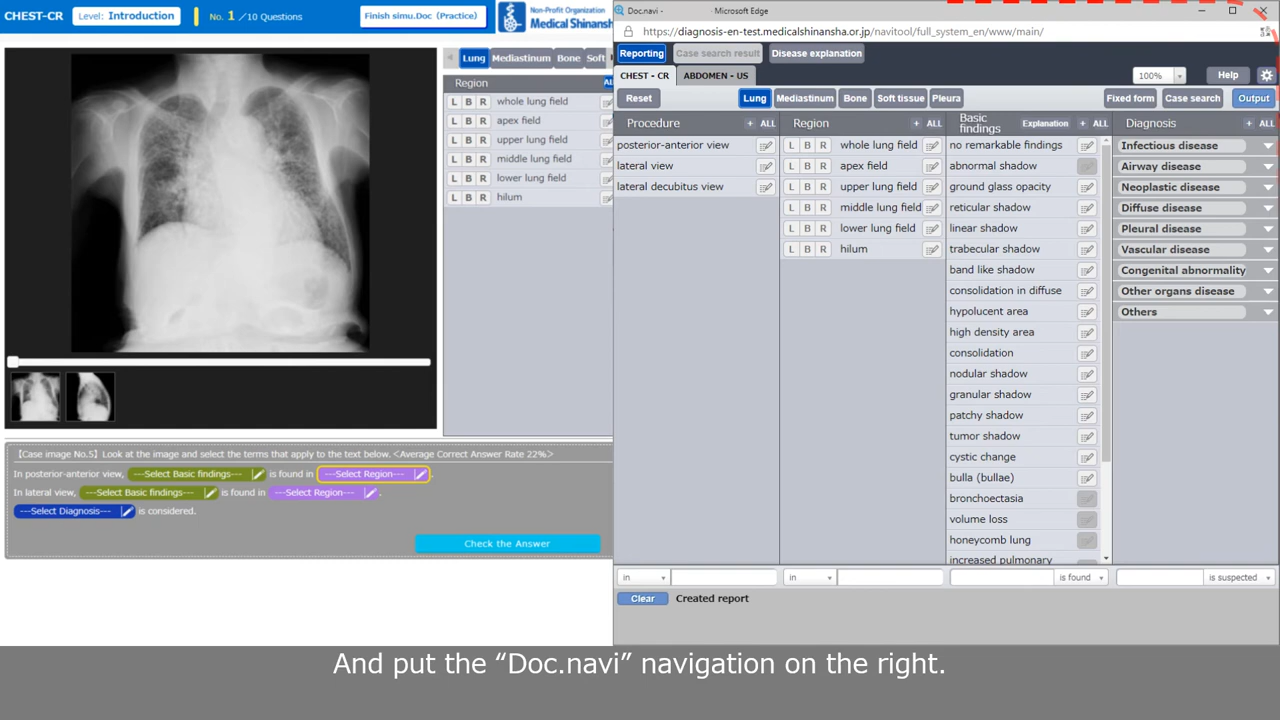 CHEST-CR
Level: Introduction
No. 1 /10 Questions
Finish simu.Doc (Practice)
Non-Profit Organization
Medical Shinansh
Lung Mediastinum Bone Soft
Region
whole lung field
L B R
apex field
L B R
upper lung field
L B R
middle lung field
L B R
lower lung field
L B R
hilum
L B R
【Case image No.5】 Look at the image and select the terms that apply to the text below. <Average Correct Answer Rate 22%>
In posterior-anterior view, ---Select Basic findings--- is found in ---Select Region--- .
In lateral view, ---Select Basic findings--- is found in ---Select Region--- .
---Select Diagnosis--- is considered.
Check the Answer
Doc.navi - - Microsoft Edge
https://diagnosis-en-test.medicalshinansha.or.jp/navitool/full_system_en/www/main/
Reporting Case search result Disease explanation
CHEST - CR ABDOMEN - US
100% Help
Reset Lung Mediastinum Bone Soft tissue Pleura Fixed form Case search Output
Procedure + ALL
posterior-anterior view
lateral view
lateral decubitus view
Region + ALL
L B R whole lung field
L B R apex field
L B R upper lung field
L B R middle lung field
L B R lower lung field
L B R hilum
Basic findings Explanation + ALL
no remarkable findings
abnormal shadow
ground glass opacity
reticular shadow
linear shadow
trabecular shadow
band like shadow
consolidation in diffuse
hypolucent area
high density area
consolidation
nodular shadow
granular shadow
patchy shadow
tumor shadow
cystic change
bulla (bullae)
bronchoectasia
volume loss
honeycomb lung
increased pulmonary
Diagnosis + ALL
Infectious disease
Airway disease
Neoplastic disease
Diffuse disease
Pleural disease
Vascular disease
Congenital abnormality
Other organs disease
Others
in in is found is suspected
Clear Created report
And put the “Doc.navi” navigation on the right.